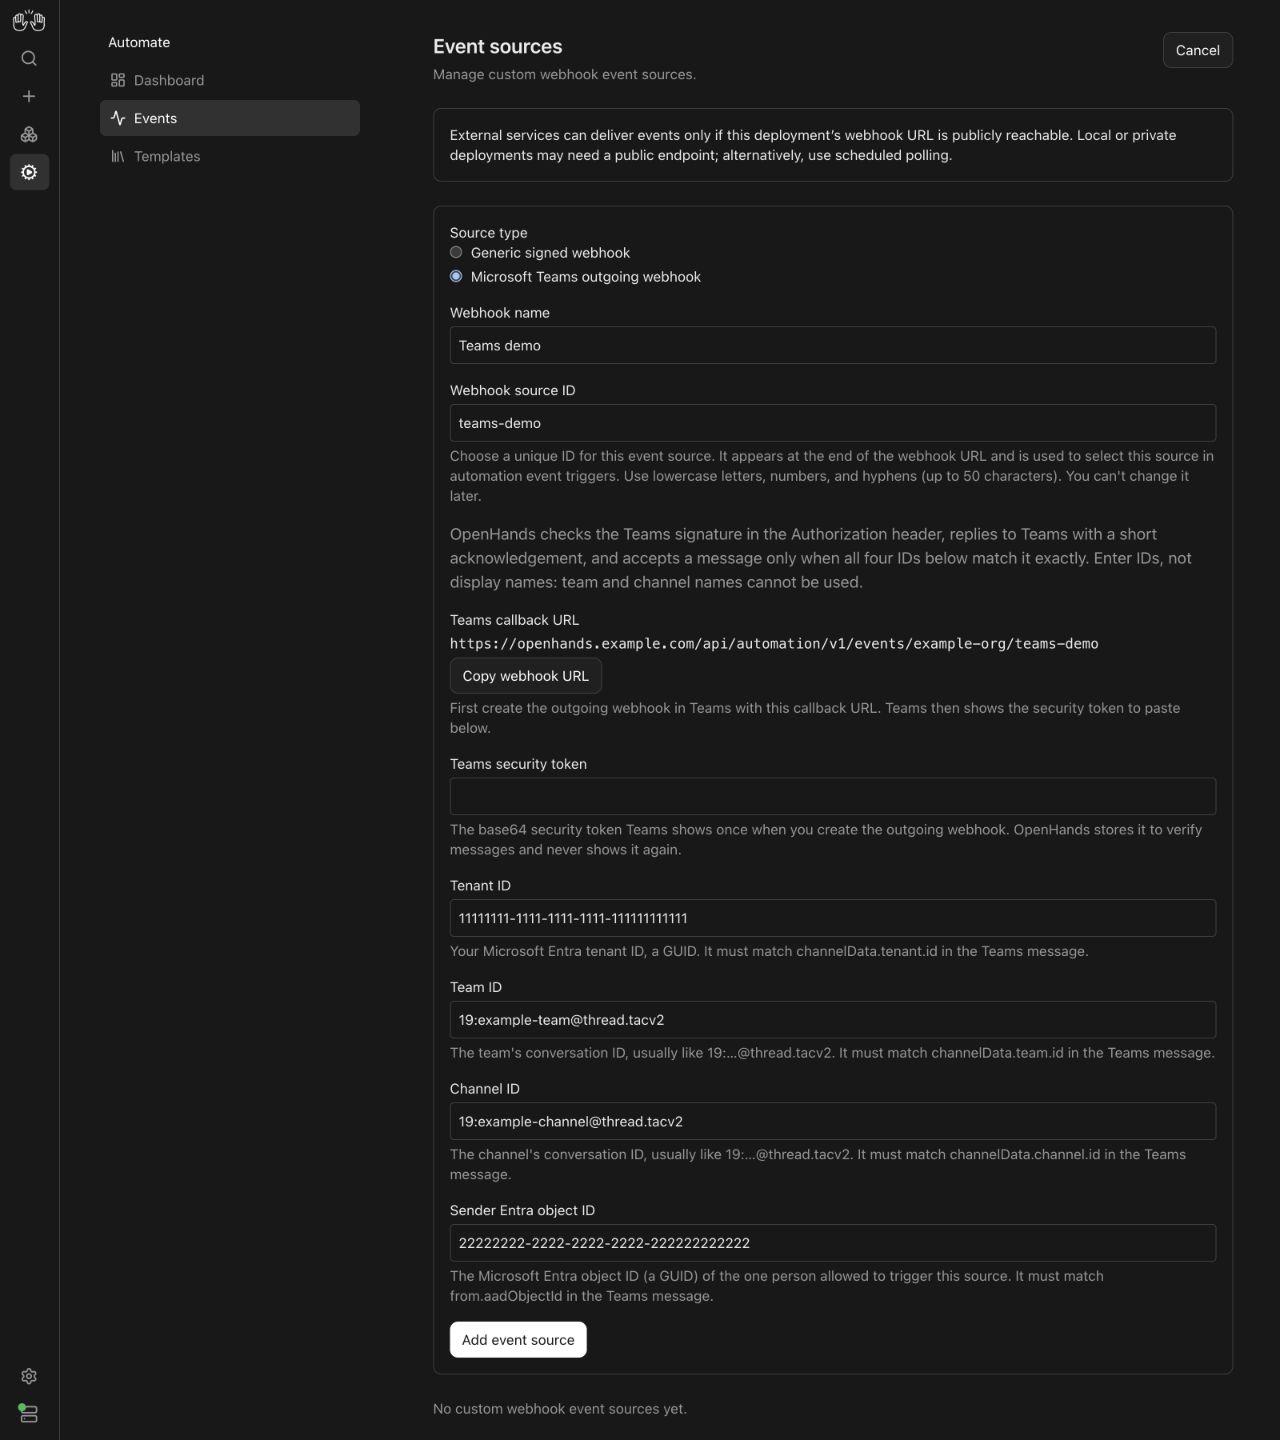 Automate
Dashboard
Events
Templates
Event sources
Manage custom webhook event sources.
Cancel
External services can deliver events only if this deployment's webhook URL is publicly reachable. Local or private
deployments may need a public endpoint; alternatively, use scheduled polling.
Source type
Generic signed webhook
Microsoft Teams outgoing webhook
Webhook name
Teams demo
Webhook source ID
teams-demo
Choose a unique ID for this event source. It appears at the end of the webhook URL and is used to select this source in
automation event triggers. Use lowercase letters, numbers, and hyphens (up to 50 characters). You can't change it
later.
OpenHands checks the Teams signature in the Authorization header, replies to Teams with a short
acknowledgement, and accepts a message only when all four IDs below match it exactly. Enter IDs, not
display names: team and channel names cannot be used.
Teams callback URL
https://openhands.example.com/api/automation/v1/events/example-org/teams-demo
Copy webhook URL
First create the outgoing webhook in Teams with this callback URL. Teams then shows the security token to paste
below.
Teams security token
The base64 security token Teams shows once when you create the outgoing webhook. OpenHands stores it to verify
messages and never shows it again.
Tenant ID
11111111-1111-1111-1111-111111111111
Your Microsoft Entra tenant ID, a GUID. It must match channelData.tenant.id in the Teams message.
Team ID
19:example-team@thread.tacv2
The team's conversation ID, usually like 19:...@thread.tacv2. It must match channelData.team.id in the Teams message.
Channel ID
19:example-channel@thread.tacv2
The channel's conversation ID, usually like 19:...@thread.tacv2. It must match channelData.channel.id in the Teams
message.
Sender Entra object ID
22222222-2222-2222-2222-222222222222
The Microsoft Entra object ID (a GUID) of the one person allowed to trigger this source. It must match
from.aadObjectId in the Teams message.
Add event source
No custom webhook event sources yet.